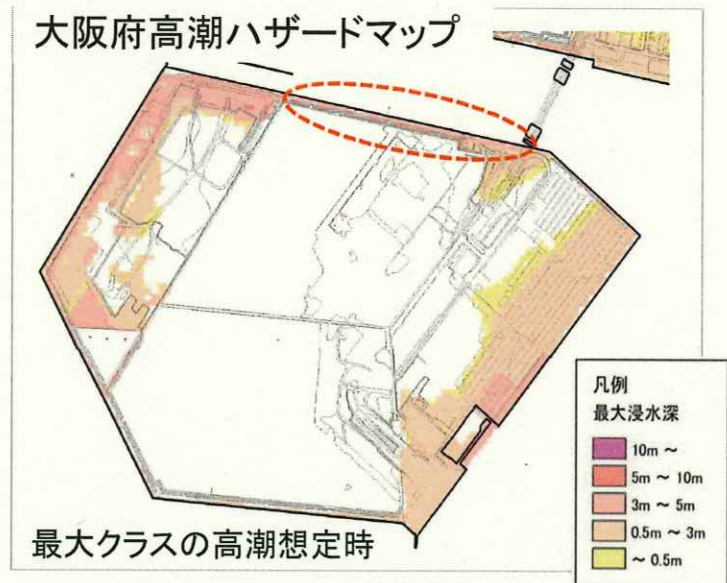 大阪府高潮ハザードマップ
最大クラスの高潮想定時
凡例
最大浸水深
10m ~
5m ~ 10m
3m ~ 5m
0.5m ~ 3m
~ 0.5m